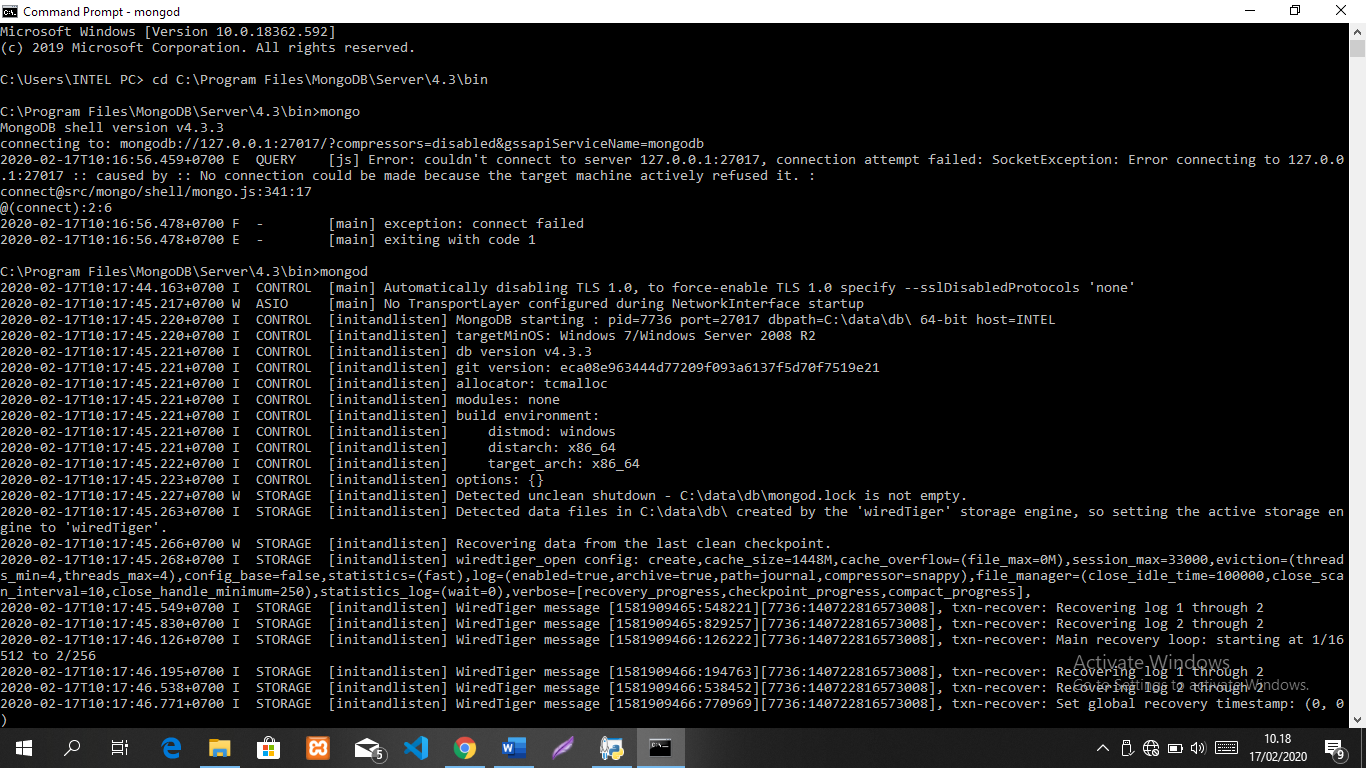 Command Prompt - mongod
Microsoft Windows [Version 10.0.18362.592]
(c) 2019 Microsoft Corporation. All rights reserved.
C:\Users\INTEL PC> cd C:\Program Files\MongoDB\Server\4.3\bin
C:\Program Files\MongoDB\Server\4.3\bin>mongo
MongoDB shell version v4.3.3
connecting to: mongodb://127.0.0.1:27017/?compressors=disabled&gssapiServiceName=mongodb
2020-02-17T10:16:56.459+0700 E  QUERY    [js] Error: couldn't connect to server 127.0.0.1:27017, connection attempt failed: SocketException: Error connecting to 127.0.0
.1:27017 :: caused by :: No connection could be made because the target machine actively refused it. :
connect@src/mongo/shell/mongo.js:341:17
@(connect):2:6
2020-02-17T10:16:56.478+0700 F  -        [main] exception: connect failed
2020-02-17T10:16:56.478+0700 E  -        [main] exiting with code 1
C:\Program Files\MongoDB\Server\4.3\bin>mongod
2020-02-17T10:17:44.163+0700 I  CONTROL  [main] Automatically disabling TLS 1.0, to force-enable TLS 1.0 specify --sslDisabledProtocols 'none'
2020-02-17T10:17:45.217+0700 W  ASIO     [main] No TransportLayer configured during NetworkInterface startup
2020-02-17T10:17:45.220+0700 I  CONTROL  [initandlisten] MongoDB starting : pid=7736 port=27017 dbpath=C:\data\db\ 64-bit host=INTEL
2020-02-17T10:17:45.220+0700 I  CONTROL  [initandlisten] targetMinOS: Windows 7/Windows Server 2008 R2
2020-02-17T10:17:45.221+0700 I  CONTROL  [initandlisten] db version v4.3.3
2020-02-17T10:17:45.221+0700 I  CONTROL  [initandlisten] git version: eca08e963444d77209f093a6137f5d70f7519e21
2020-02-17T10:17:45.221+0700 I  CONTROL  [initandlisten] allocator: tcmalloc
2020-02-17T10:17:45.221+0700 I  CONTROL  [initandlisten] modules: none
2020-02-17T10:17:45.221+0700 I  CONTROL  [initandlisten] build environment:
2020-02-17T10:17:45.221+0700 I  CONTROL  [initandlisten]     distmod: windows
2020-02-17T10:17:45.221+0700 I  CONTROL  [initandlisten]     distarch: x86_64
2020-02-17T10:17:45.222+0700 I  CONTROL  [initandlisten]     target_arch: x86_64
2020-02-17T10:17:45.223+0700 I  CONTROL  [initandlisten] options: {}
2020-02-17T10:17:45.227+0700 W  STORAGE  [initandlisten] Detected unclean shutdown - C:\data\db\mongod.lock is not empty.
2020-02-17T10:17:45.263+0700 I  STORAGE  [initandlisten] Detected data files in C:\data\db\ created by the 'wiredTiger' storage engine, so setting the active storage en
gine to 'wiredTiger'.
2020-02-17T10:17:45.266+0700 W  STORAGE  [initandlisten] Recovering data from the last clean checkpoint.
2020-02-17T10:17:45.268+0700 I  STORAGE  [initandlisten] wiredtiger_open config: create,cache_size=1448M,cache_overflow=(file_max=0M),session_max=33000,eviction=(thread
s_min=4,threads_max=4),config_base=false,statistics=(fast),log=(enabled=true,archive=true,path=journal,compressor=snappy),file_manager=(close_idle_time=100000,close_sca
n_interval=10,close_handle_minimum=250),statistics_log=(wait=0),verbose=[recovery_progress,checkpoint_progress,compact_progress],
2020-02-17T10:17:45.549+0700 I  STORAGE  [initandlisten] WiredTiger message [1581909465:548221][7736:140722816573008], txn-recover: Recovering log 1 through 2
2020-02-17T10:17:45.830+0700 I  STORAGE  [initandlisten] WiredTiger message [1581909465:829257][7736:140722816573008], txn-recover: Recovering log 2 through 2
2020-02-17T10:17:46.126+0700 I  STORAGE  [initandlisten] WiredTiger message [1581909466:126222][7736:140722816573008], txn-recover: Main recovery loop: starting at 1/16
512 to 2/256
2020-02-17T10:17:46.195+0700 I  STORAGE  [initandlisten] WiredTiger message [1581909466:194763][7736:140722816573008], txn-recover: Recovering log 1 through 2
2020-02-17T10:17:46.538+0700 I  STORAGE  [initandlisten] WiredTiger message [1581909466:538452][7736:140722816573008], txn-recover: Recovering log 2 through 2
2020-02-17T10:17:46.771+0700 I  STORAGE  [initandlisten] WiredTiger message [1581909466:770969][7736:140722816573008], txn-recover: Set global recovery timestamp: (0, 0
)
Activate Windows
Go to Settings to activate Windows.
5
10.18
17/02/2020
9